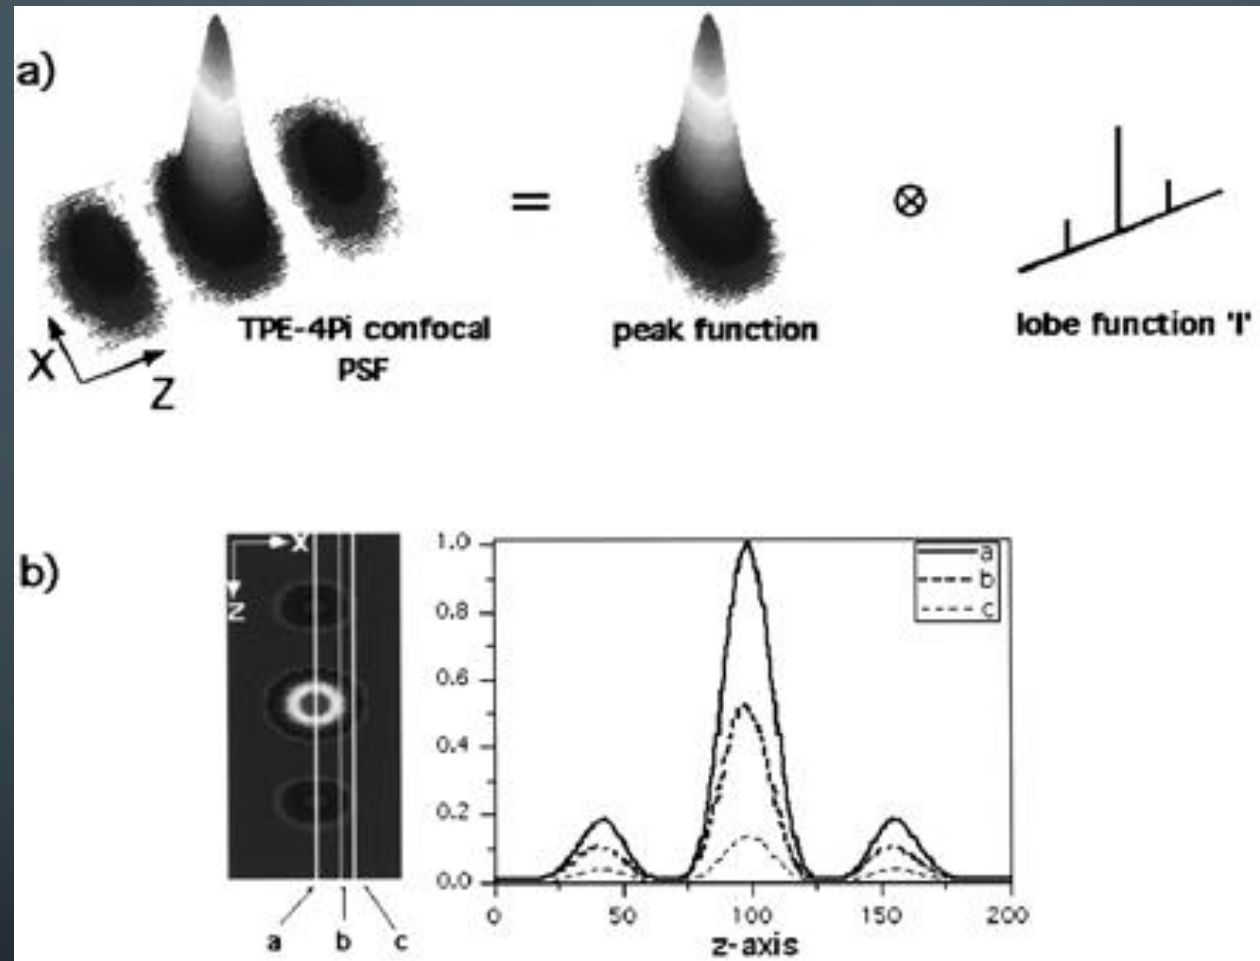 a)
=
⊗
TPE-4Pi confocal
PSF
peak function
lobe function 'l'
X
Z
b)
X
Z
a
b
c
1.0
0.8
0.6
0.4
0.2
0.0
a
b
c
0
50
100
150
200
z-axis